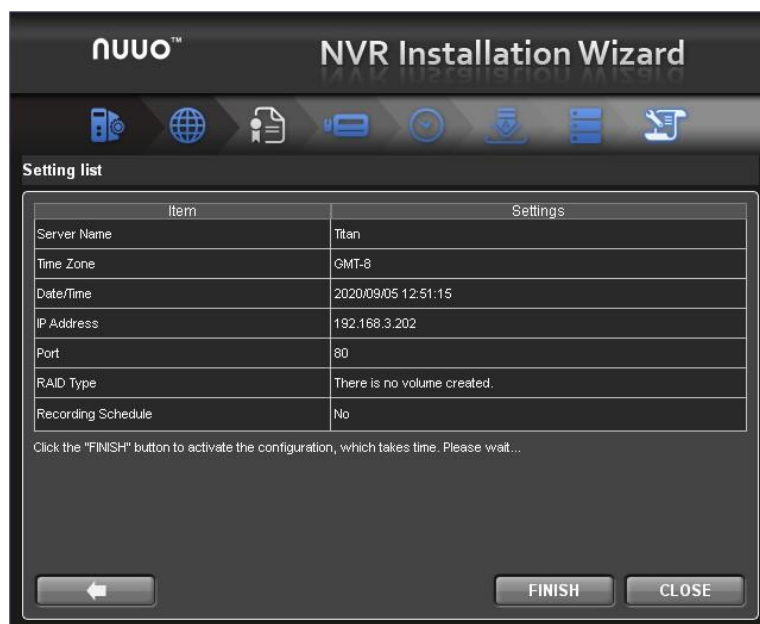 nuuo™ NVR Installation Wizard
Setting list
Item Settings
Server Name Titan
Time Zone GMT-8
Date/Time 2020/09/05 12:51:15
IP Address 192.168.3.202
Port 80
RAID Type There is no volume created.
Recording Schedule No
Click the "FINISH" button to activate the configuration, which takes time. Please wait...
FINISH CLOSE